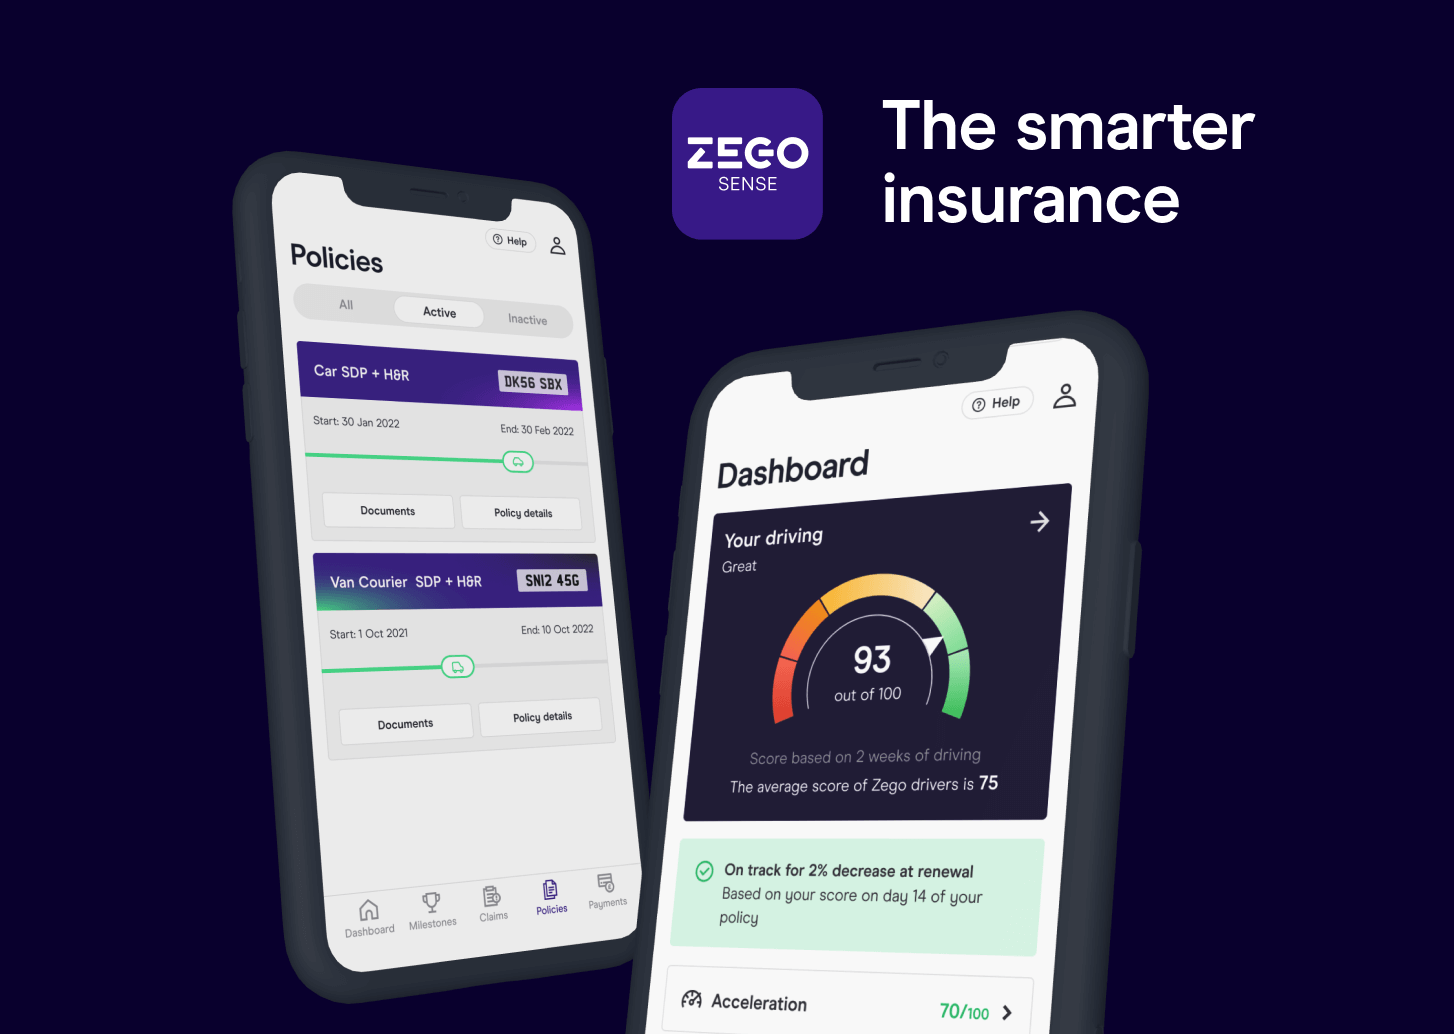 ZEGO
SENSE
The smarter
insurance
Help
Policies
All
Active
Inactive
Car SDP + H&R
DK56 SBX
Start: 30 Jan 2022
End: 30 Feb 2022
Documents
Policy details
Van Courier SDP + H&R
SN12 45G
Start: 1 Oct 2021
End: 10 Oct 2022
Documents
Policy details
Dashboard
Milestones
Claims
Policies
Payments
Help
Dashboard
Your driving
Great
93
out of 100
Score based on 2 weeks of driving
The average score of Zego drivers is 75
On track for 2% decrease at renewal
Based on your score on day 14 of your
policy
Acceleration
70/100